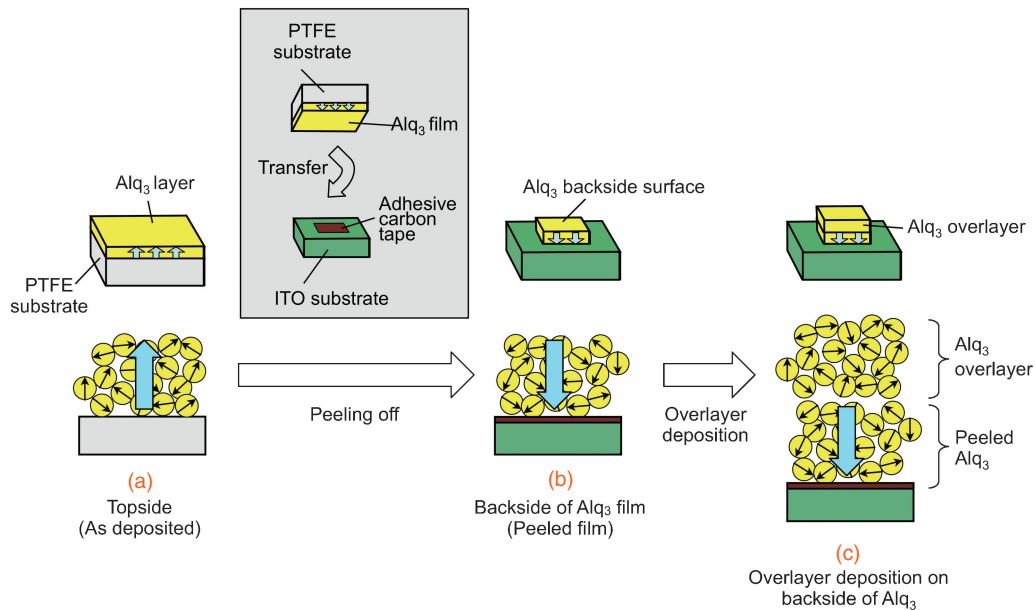 PTFE
substrate
Alq₃ film
Transfer
Adhesive
carbon
tape
ITO substrate
Alq₃ layer
PTFE
substrate
Alq₃ backside surface
Alq₃ overlayer
Peeling off
Overlayer
deposition
Alq₃
overlayer
Peeled
Alq₃
(a)
Topside
(As deposited)
(b)
Backside of Alq₃ film
(Peeled film)
(c)
Overlayer deposition on
backside of Alq₃